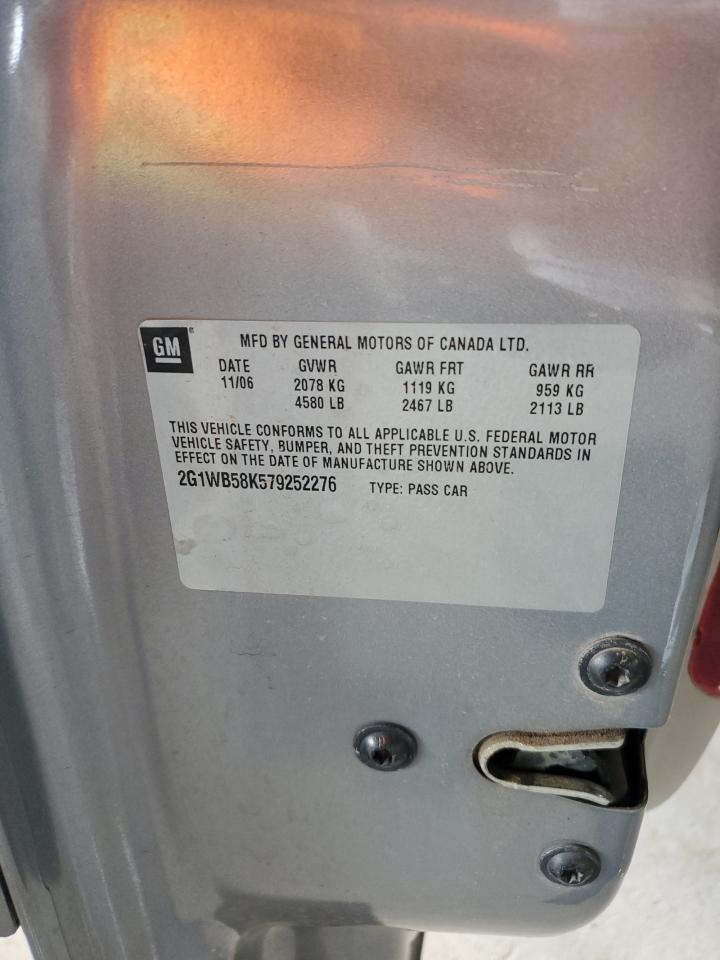 GM
MFD BY GENERAL MOTORS OF CANADA LTD.
DATE GVWR GAWR FRT GAWR RR
11/06 2078 KG 1119 KG 959 KG
4580 LB 2467 LB 2113 LB
THIS VEHICLE CONFORMS TO ALL APPLICABLE U.S. FEDERAL MOTOR
VEHICLE SAFETY, BUMPER, AND THEFT PREVENTION STANDARDS IN
EFFECT ON THE DATE OF MANUFACTURE SHOWN ABOVE.
2G1WB58K579252276 TYPE: PASS CAR